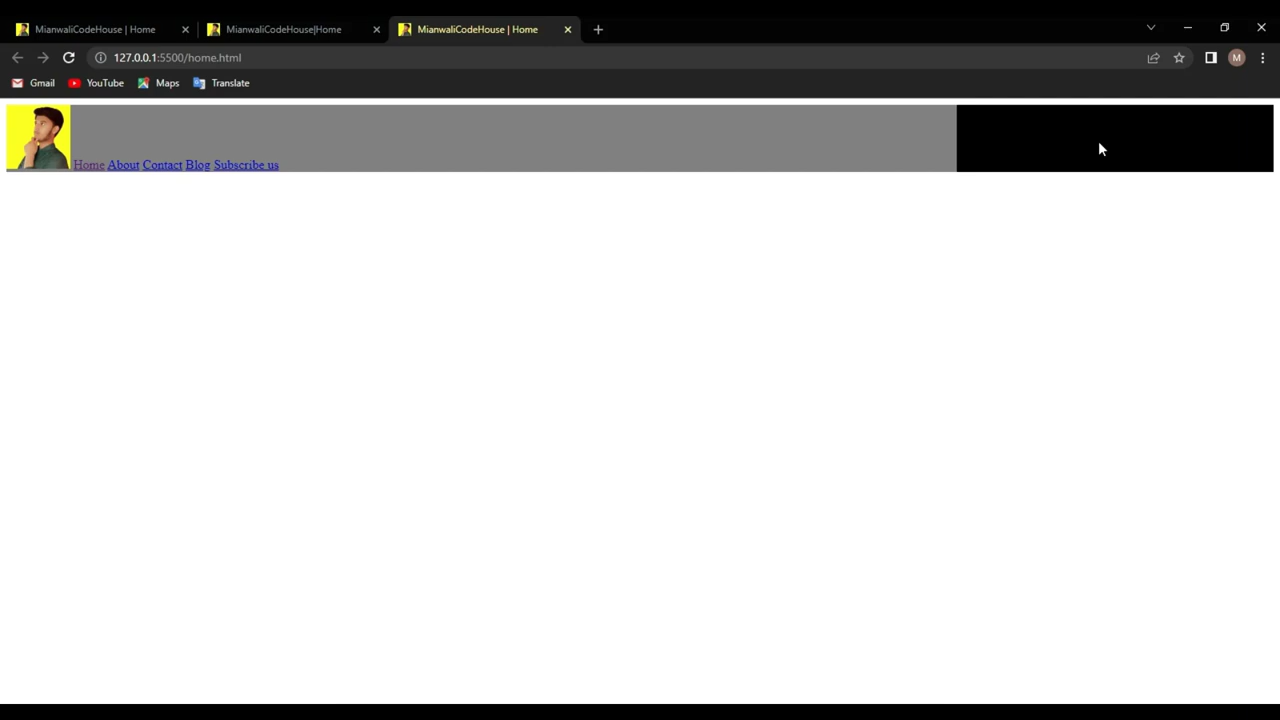 MianwaliCodeHouse | Home MianwaliCodeHouse|Home MianwaliCodeHouse | Home
127.0.0.1:5500/home.html M
Gmail YouTube Maps Translate
Home About Contact Blog Subscribe us